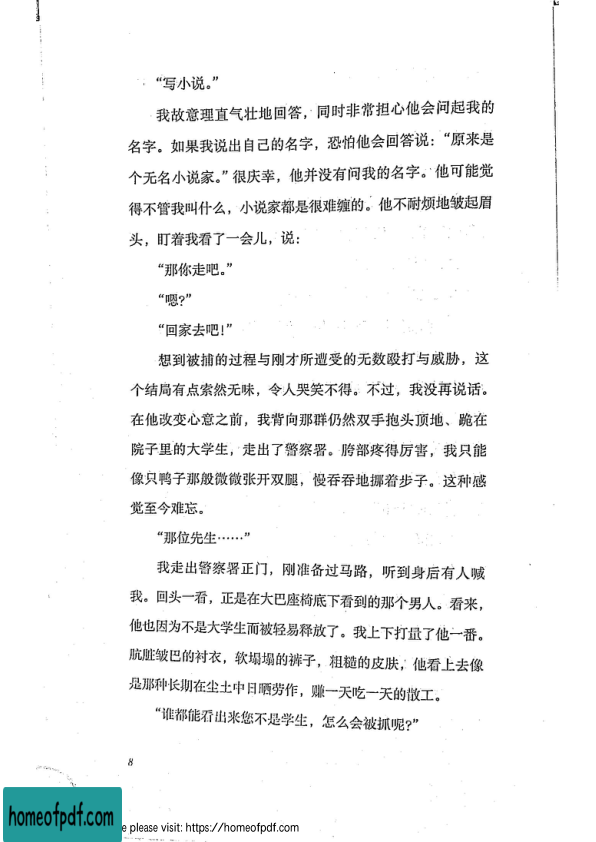 “写小说。”
我故意理直气壮地回答，同时非常担心他会问起我的
名字。如果我说出自己的名字，恐怕他会回答说：“原来是
个无名小说家。”很庆幸，他并没有问我的名字。他可能觉
得不管我叫什么，小说家都是很难缠的。他不耐烦地皱起眉
头，盯着我看了一会儿，说：
“那你走吧。”
“嗯?”
“回家去吧!”
想到被捕的过程与刚才所遭受的无数殴打与威胁，这
个结局有点索然无味，令人哭笑不得。不过，我没再说话。
在他改变心意之前，我背向那群仍然双手抱头顶地、跪在
院子里的大学生，走出了警察署。胯部疼得厉害，我只能
像只鸭子那般微微张开双腿，慢吞吞地挪着步子。这种感
觉至今难忘。
“那位先生……”
我走出警察署正门，刚准备过马路，听到身后有人喊
我。回头一看，正是在大巴座椅底下看到的那个男人。看来，
他也因为不是大学生而被轻易释放了。我上下打量了他一番。
肮脏皱巴的衬衣，软塌塌的裤子，粗糙的皮肤，他看上去像
是那种长期在尘土中日晒劳作，赚一天吃一天的散工。
“谁都能看出来您不是学生，怎么会被抓呢?”
8
homeofpdf.com
e please visit: https://homeofpdf.com